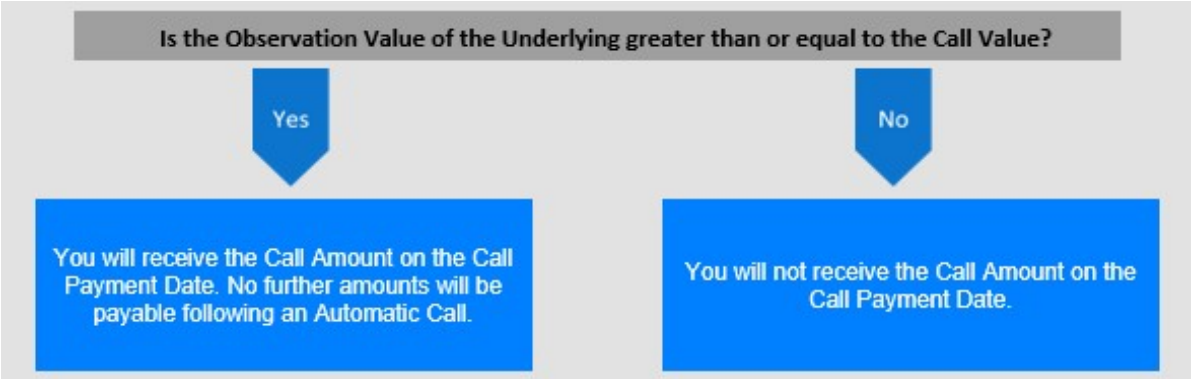 Is the Observation Value of the Underlying greater than or equal to the Call Value?
Yes
No
You will receive the Call Amount on the Call
Payment Date. No further amounts will be
payable following an Automatic Call.
You will not receive the Call Amount on the
Call Payment Date.